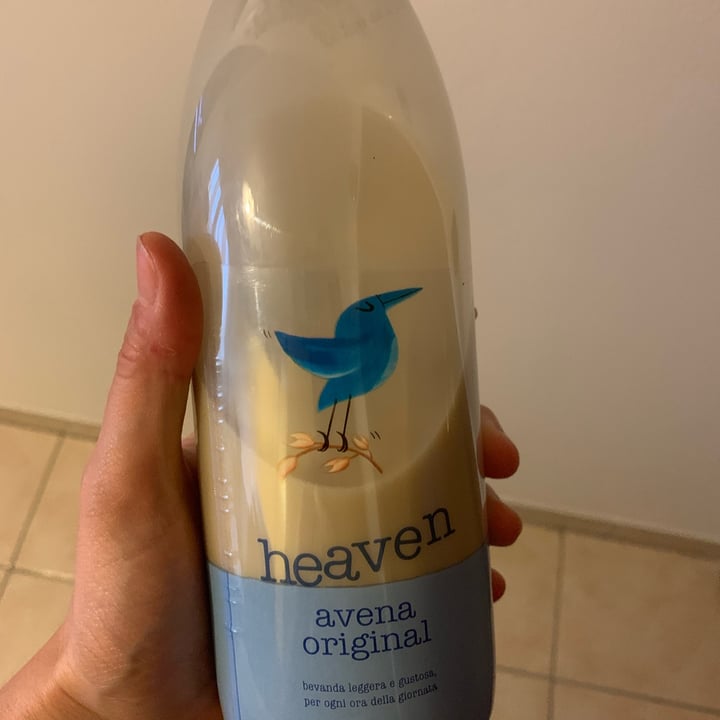 heaven
avena
original
bevanda leggera e gustosa,
per ogni ora della giornata